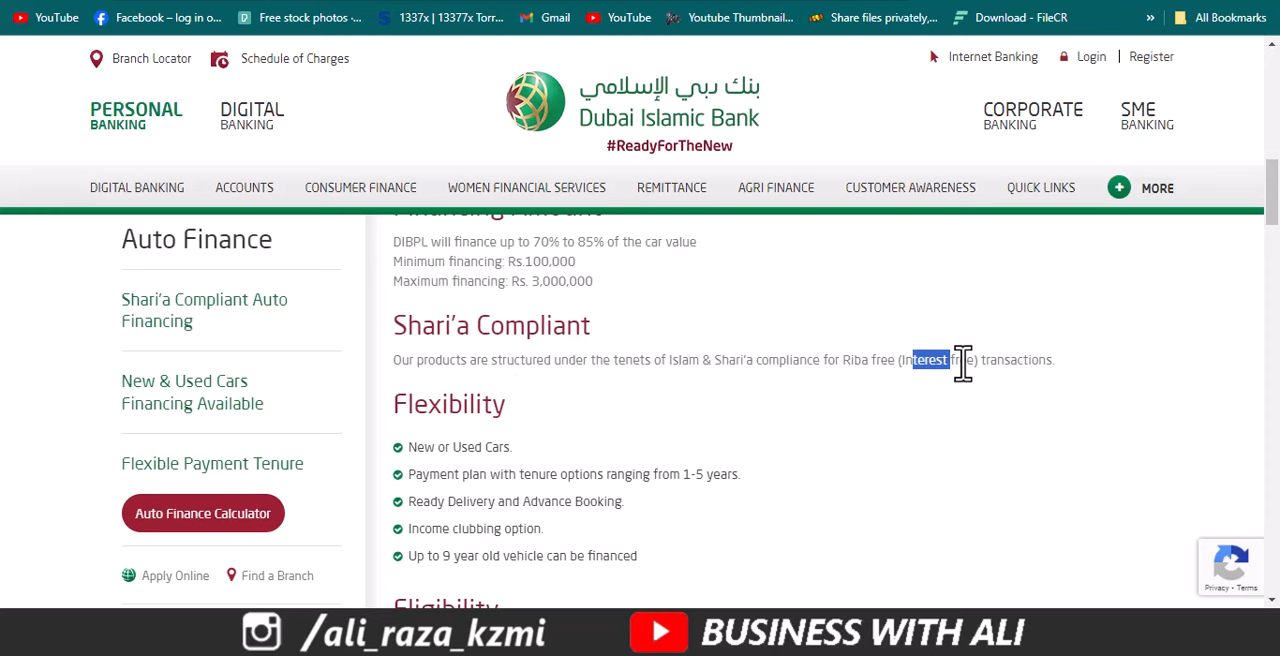 YouTube
Facebook – log in o...
Free stock photos ·...
1337x | 13377x Torr...
Gmail
YouTube
Youtube Thumbnail...
Share files privately,...
Download - FileCR
»
All Bookmarks
Branch Locator
Schedule of Charges
Internet Banking
Login | Register
PERSONAL
BANKING
DIGITAL
BANKING
بنك دبي الإسلامي
Dubai Islamic Bank
#ReadyForTheNew
CORPORATE
BANKING
SME
BANKING
DIGITAL BANKING
ACCOUNTS
CONSUMER FINANCE
WOMEN FINANCIAL SERVICES
REMITTANCE
AGRI FINANCE
CUSTOMER AWARENESS
QUICK LINKS
MORE
Auto Finance
Shari'a Compliant Auto
Financing
New & Used Cars
Financing Available
Flexible Payment Tenure
Auto Finance Calculator
Apply Online
Find a Branch
Financing Amount
DIBPL will finance up to 70% to 85% of the car value
Minimum financing: Rs.100,000
Maximum financing: Rs. 3,000,000
Shari'a Compliant
Our products are structured under the tenets of Islam & Shari'a compliance for Riba free (Interest free) transactions.
Flexibility
New or Used Cars.
Payment plan with tenure options ranging from 1-5 years.
Ready Delivery and Advance Booking.
Income clubbing option.
Up to 9 year old vehicle can be financed
Eligibility
Privacy - Terms
/ali_raza_kzmi
BUSINESS WITH ALI